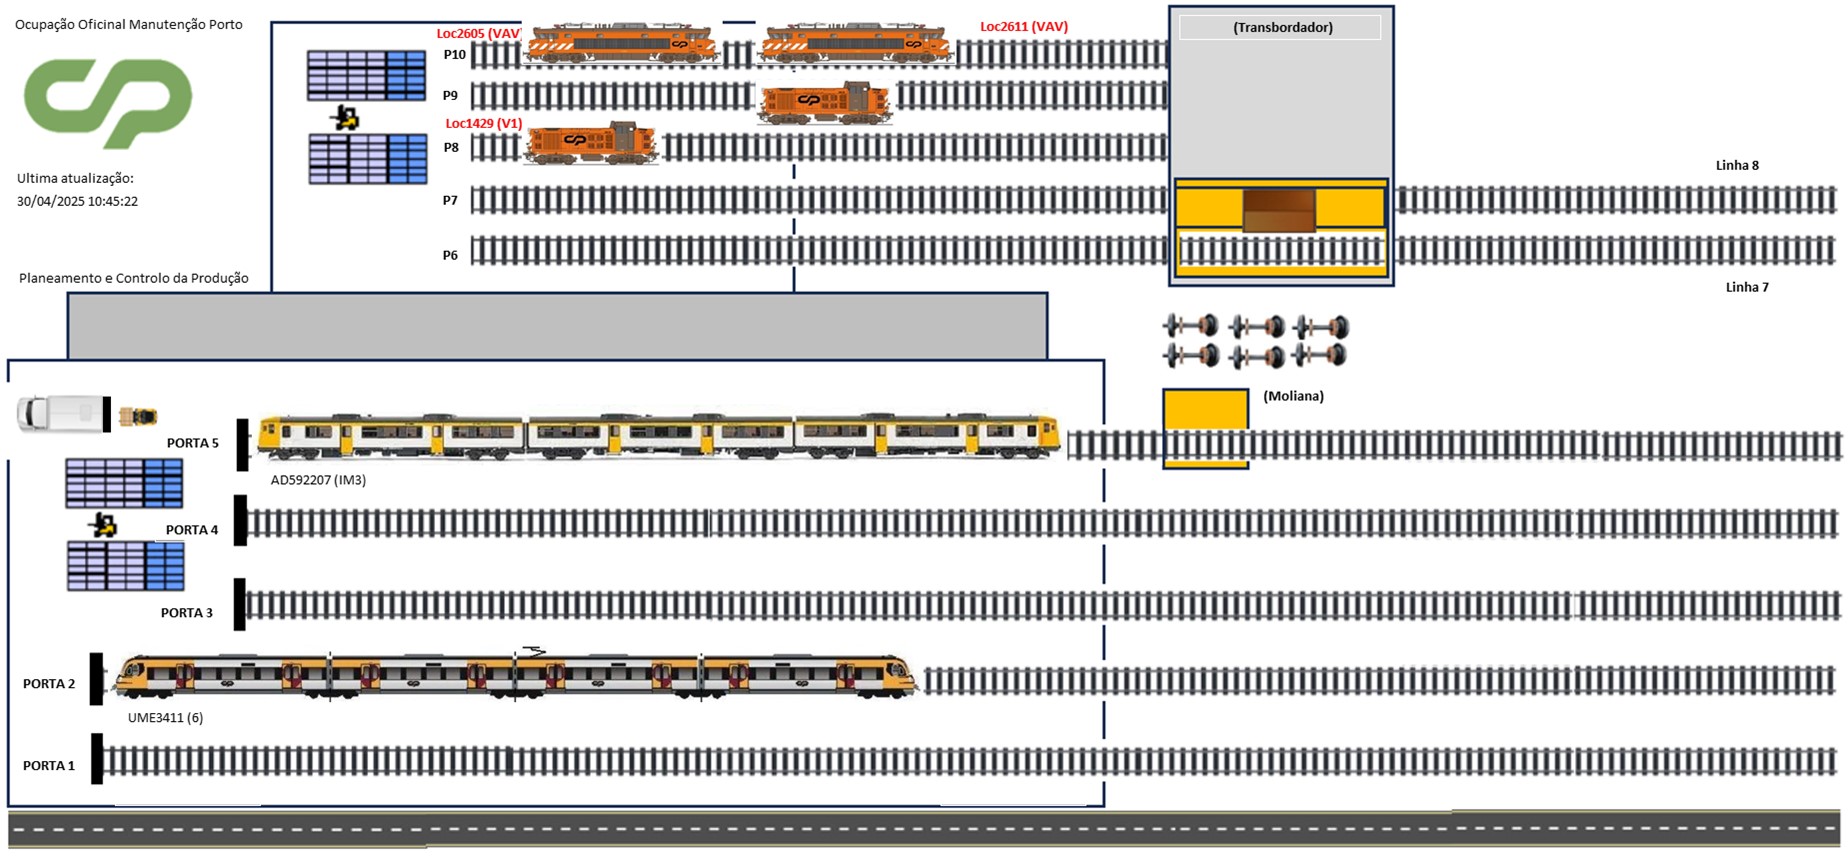 Ocupação Oficinal Manutenção Porto
CP
Ultima atualização:
30/04/2025 10:45:22
Planeamento e Controlo da Produção
Loc2605 (VAV)
Loc2611 (VAV)
(Transbordador)
P10
P9
Loc1429 (V1)
P8
P7
P6
Linha 8
Linha 7
(Moliana)
PORTA 5
AD592207 (IM3)
PORTA 4
PORTA 3
PORTA 2
UME3411 (6)
PORTA 1